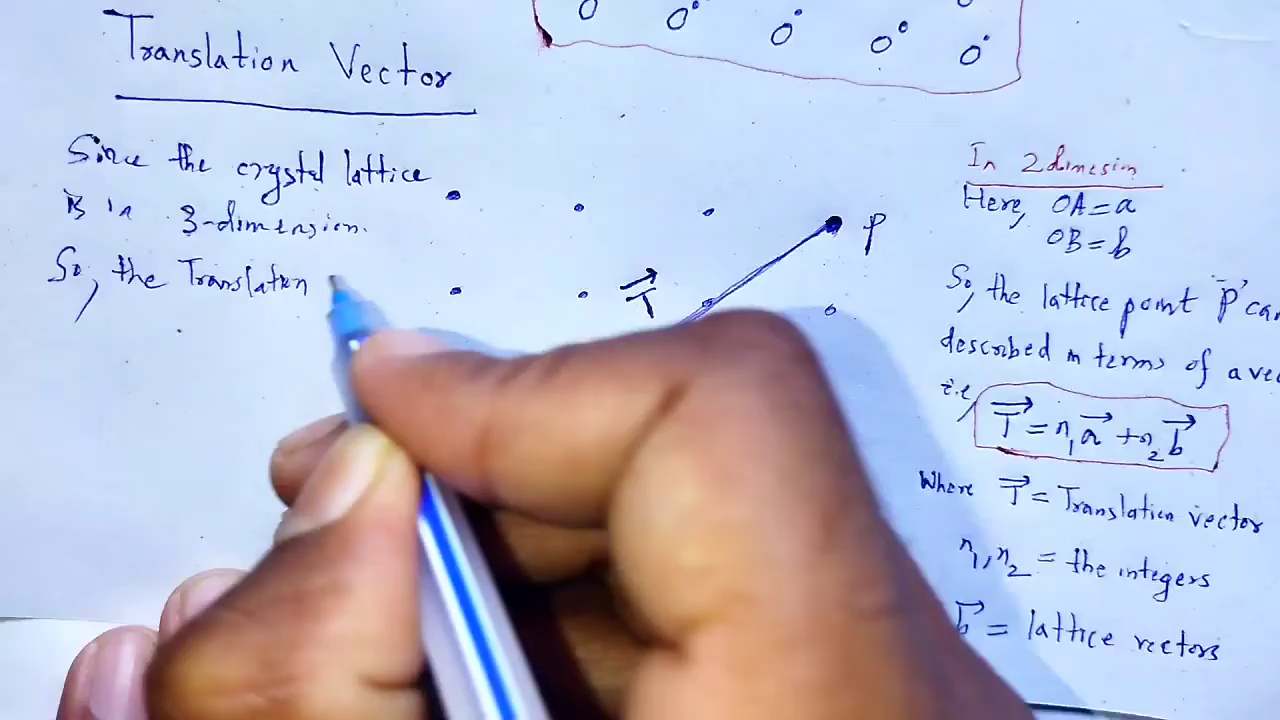 Translation Vector
Since the crystal lattice
is in 3-dimension.
So, the Translation
T⃗
P
In 2 dimesim
Here, OA = a
OB = b
So, the lattice point 'P' can
described in terms of a vec
i.e,
T⃗ = n₁a⃗ + n₂b⃗
Where T⃗ = Translation vector
n₁, n₂ = the integers
b⃗ = lattice vectors